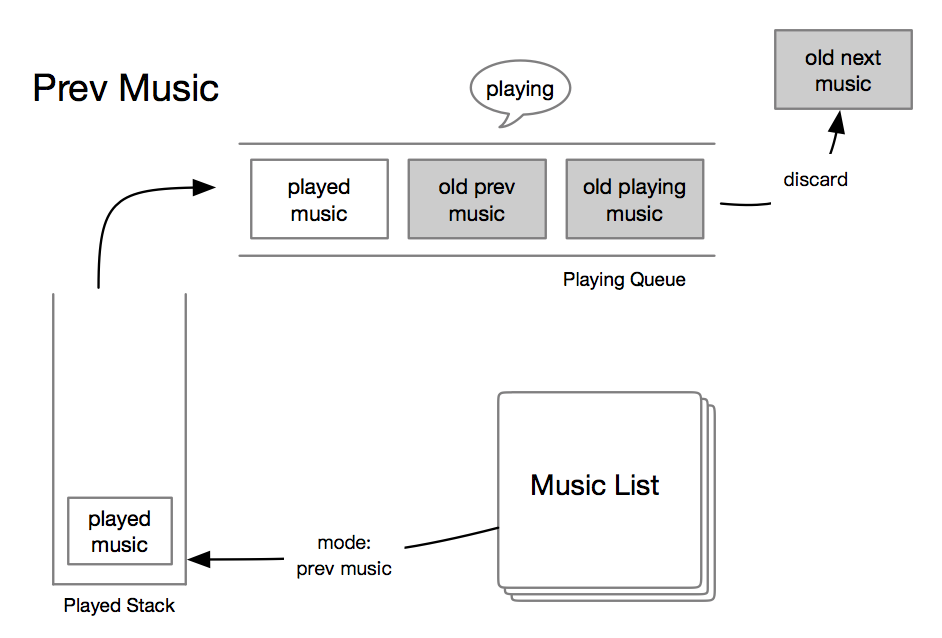 Prev Music
playing
old next
music
played
music
old prev
music
old playing
music
discard
Playing Queue
Music List
played
music
mode:
prev music
Played Stack